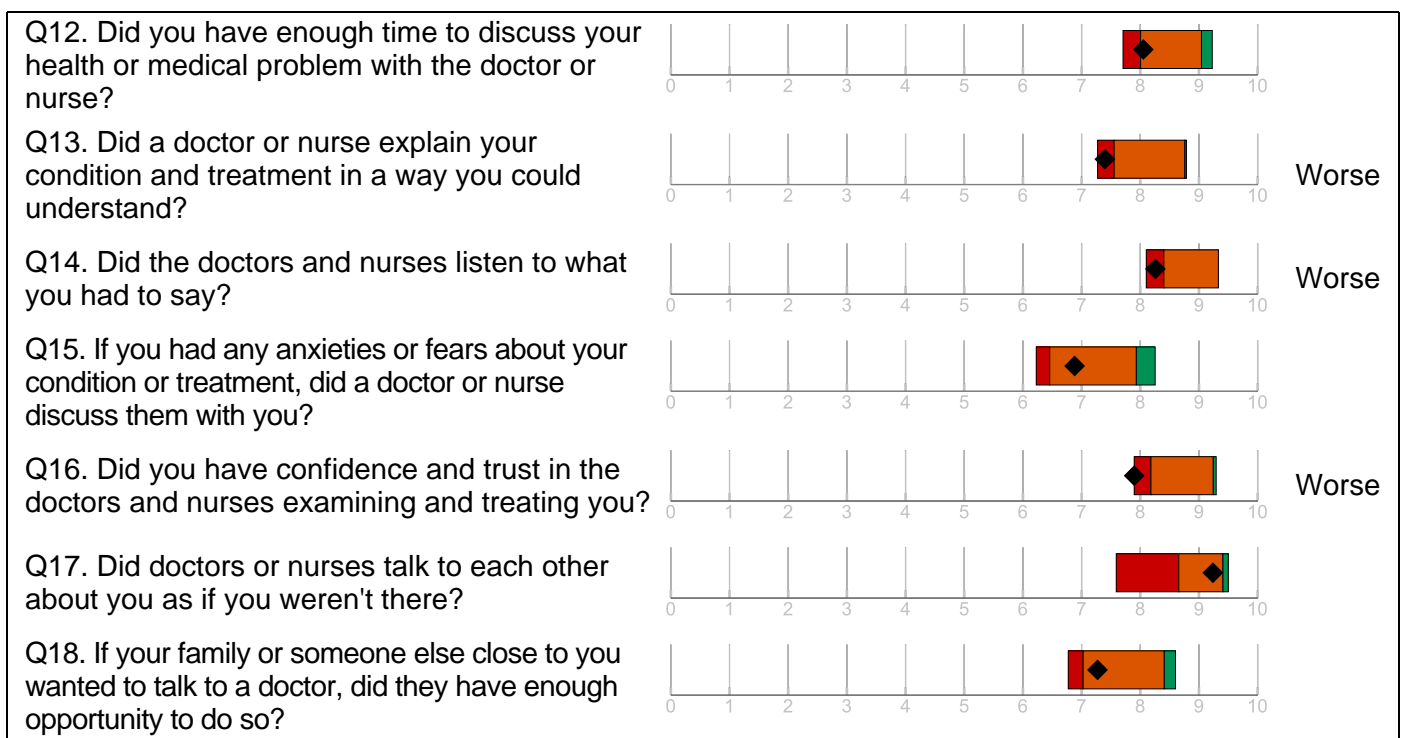 Q12. Did you have enough time to discuss your
health or medical problem with the doctor or
nurse?
0 1 2 3 4 5 6 7 8 9 10
Q13. Did a doctor or nurse explain your
condition and treatment in a way you could
understand?
0 1 2 3 4 5 6 7 8 9 10
Worse
Q14. Did the doctors and nurses listen to what
you had to say?
0 1 2 3 4 5 6 7 8 9 10
Worse
Q15. If you had any anxieties or fears about your
condition or treatment, did a doctor or nurse
discuss them with you?
0 1 2 3 4 5 6 7 8 9 10
Q16. Did you have confidence and trust in the
doctors and nurses examining and treating you?
0 1 2 3 4 5 6 7 8 9 10
Worse
Q17. Did doctors or nurses talk to each other
about you as if you weren't there?
0 1 2 3 4 5 6 7 8 9 10
Q18. If your family or someone else close to you
wanted to talk to a doctor, did they have enough
opportunity to do so?
0 1 2 3 4 5 6 7 8 9 10